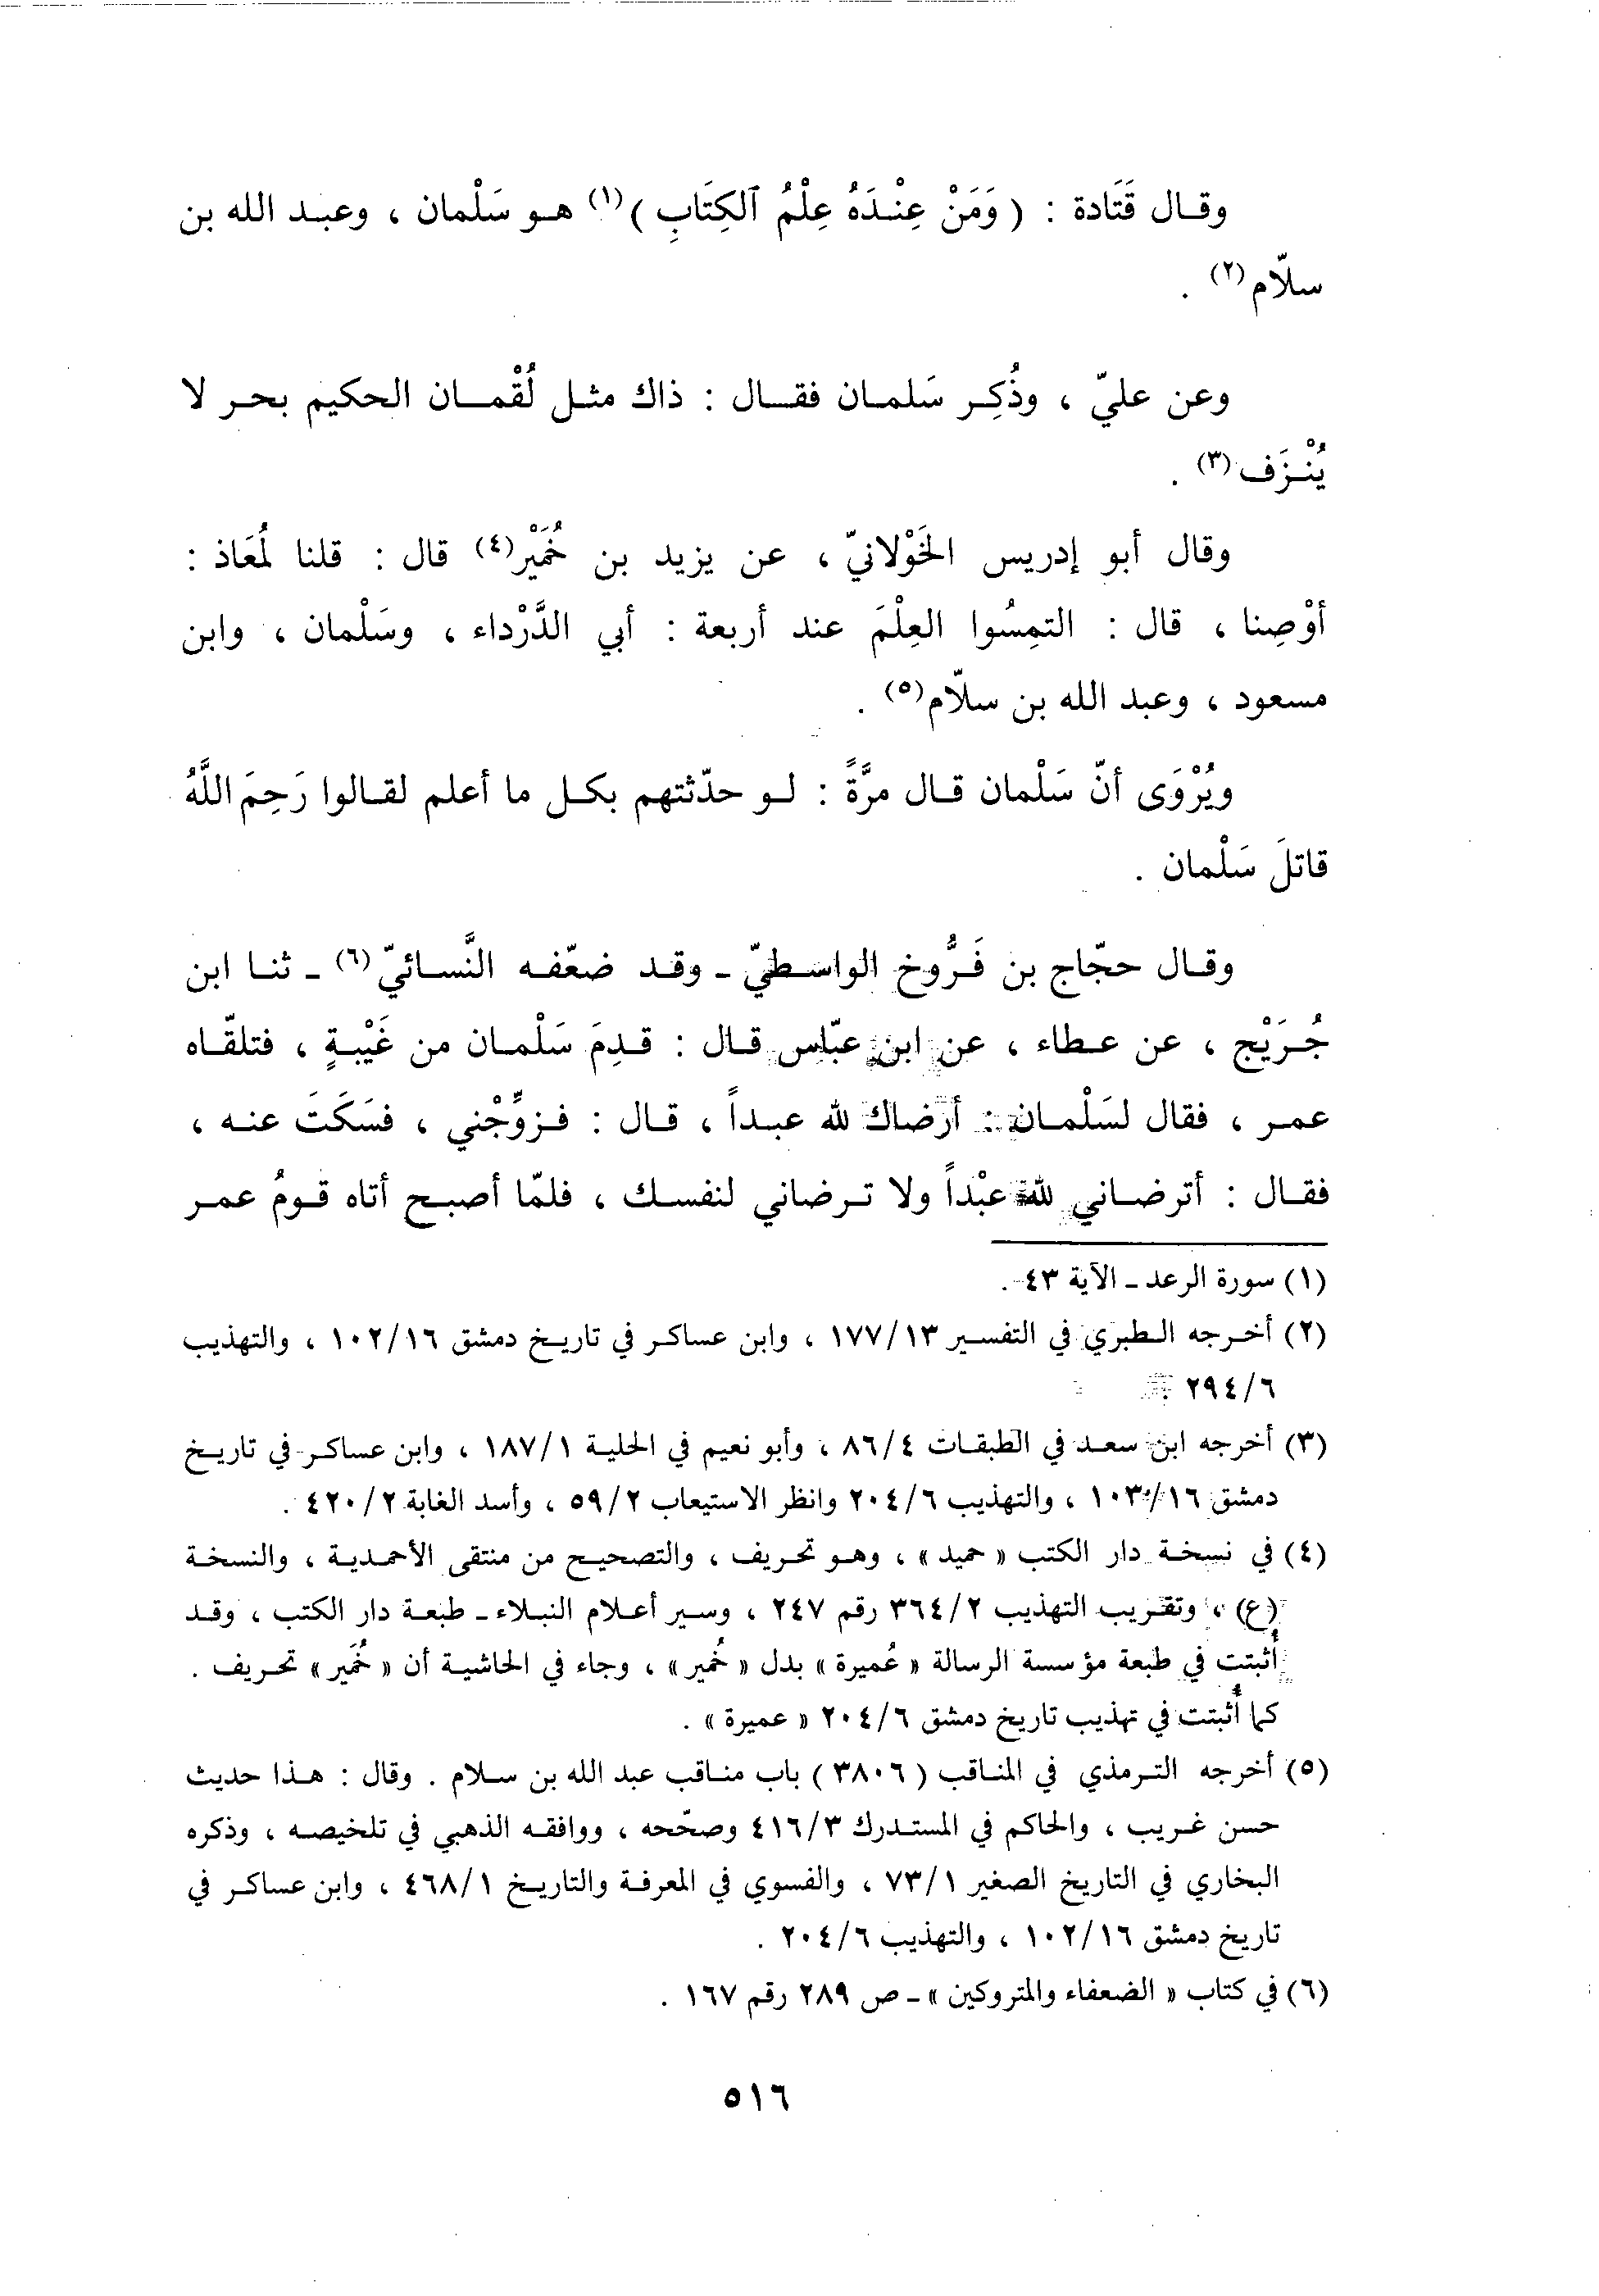 وقال قَتَادة : ( وَمَنْ عِنْدَهُ عِلْمُ ٱلكِتَابِ )(١) هو سَلْمان ، وعبد الله بن
سلاّم(٢) .
وعن عليّ ، وذُكِر سَلمان فقال : ذاك مثل لُقْمان الحكيم بحر لا
يُنْزَف(٣) .
وقال أبو إدريس الخَوْلانيّ ، عن يزيد بن خُمَيْر(٤) قال : قلنا لمُعَاذ :
أوْصِنا ، قال : التمِسُوا العِلْمَ عند أربعة : أبي الدَّرْداء ، وسَلْمان ، وابن
مسعود ، وعبد الله بن سلاّم(٥) .
ويُرْوَى أنّ سَلْمان قال مرَّةً : لو حدّثتهم بكل ما أعلم لقالوا رَحِمَ اللَّهُ
قاتلَ سَلْمان .
وقال حجّاج بن فَرُّوخ الواسطيّ ـ وقد ضعّفه النَّسائيّ(٦) ـ ثنا ابن
جُرَيْج ، عن عطاء ، عن ابن عبّاس قال : قدِمَ سَلْمان من غَيْبةٍ ، فتلقّاه
عمر ، فقال لسَلْمان : أرْضاك لله عبداً ، قال : فزوِّجْني ، فسَكَتَ عنه ،
فقال : أترضاني لله عبْداً ولا ترضاني لنفسك ، فلمّا أصبح أتاه قومُ عمر
(١) سورة الرعد ـ الآية ٤٣ .
(٢) أخرجه الطبري في التفسير ١٧٧/١٣ ، وابن عساكر في تاريخ دمشق ١٠٢/١٦ ، والتهذيب
٢٩٤/٦
(٣) أخرجه ابن سعد في الطبقات ٨٦/٤ ، وأبو نعيم في الحلية ١٨٧/١ ، وابن عساكر في تاريخ
دمشق ١٠٣/١٦ ، والتهذيب ٢٠٤/٦ وانظر الاستيعاب ٥٩/٢ ، وأسد الغابة ٤٢٠/٢ .
(٤) في نسخة دار الكتب « حميد » ، وهو تحريف ، والتصحيح من منتقى الأحمدية ، والنسخة
(ع) ، وتقريب التهذيب ٣٦٤/٢ رقم ٢٤٧ ، وسير أعلام النبلاء ـ طبعة دار الكتب ، وقد
أُثبتت في طبعة مؤسسة الرسالة « عُميرة » بدل « خُمَير » ، وجاء في الحاشية أن « خُمَير » تحريف .
كما أُثبتت في تهذيب تاريخ دمشق ٢٠٤/٦ « عميرة » .
(٥) أخرجه الترمذي في المناقب ( ٣٨٠٦ ) باب مناقب عبد الله بن سلام . وقال : هذا حديث
حسن غريب ، والحاكم في المستدرك ٤١٦/٣ وصحّحه ، ووافقه الذهبي في تلخيصه ، وذكره
البخاري في التاريخ الصغير ٧٣/١ ، والفسوي في المعرفة والتاريخ ٤٦٨/١ ، وابن عساكر في
تاريخ دمشق ١٠٢/١٦ ، والتهذيب ٢٠٤/٦ .
(٦) في كتاب « الضعفاء والمتروكين » ـ ص ٢٨٩ رقم ١٦٧ .
٥١٦